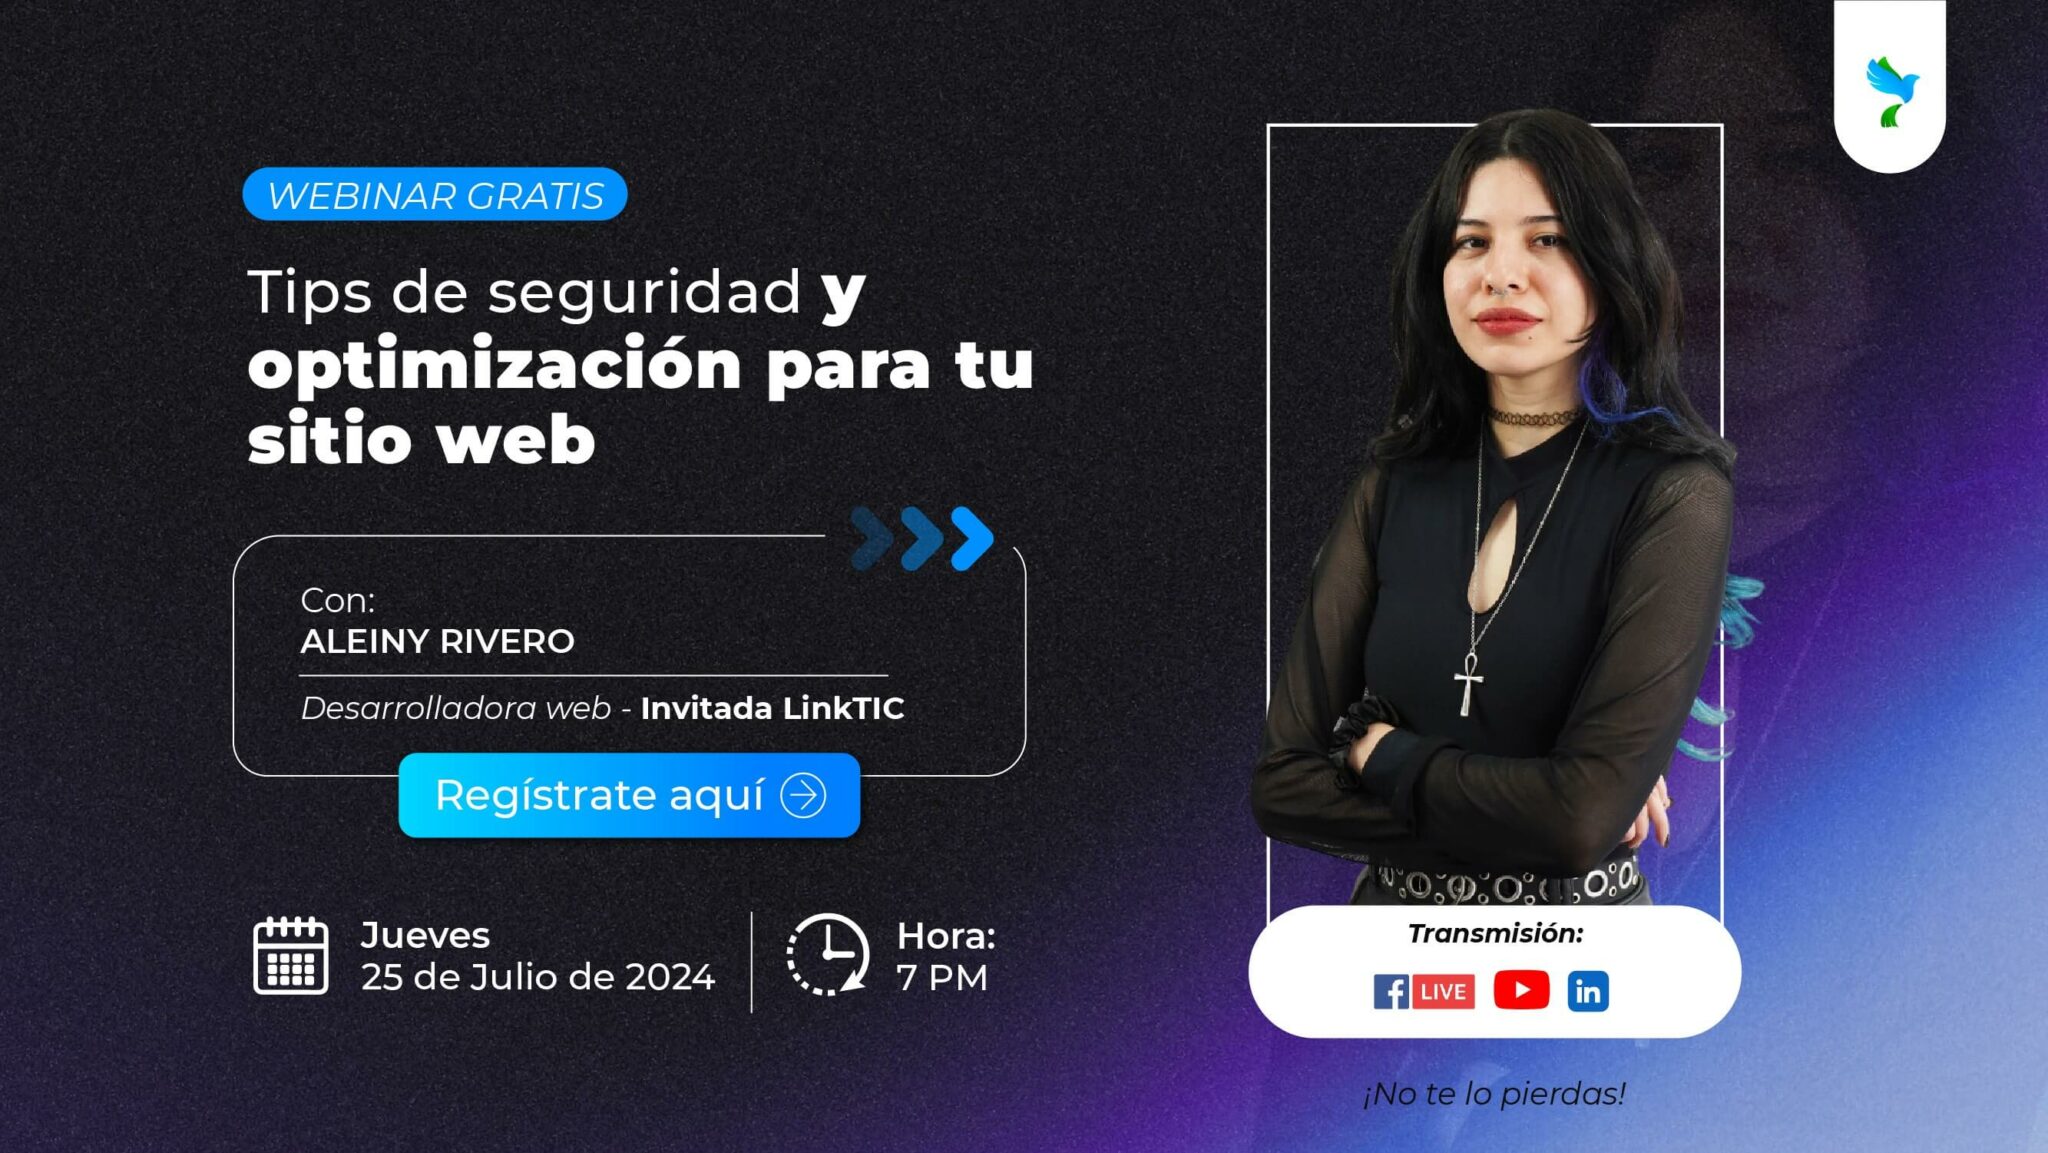 WEBINAR GRATIS
Tips de seguridad y
optimización para tu
sitio web
Con:
ALEINY RIVERO
Desarrolladora web - Invitada LinkTIC
Regístrate aquí
Jueves
25 de Julio de 2024
Hora:
7 PM
Transmisión:
f LIVE in
¡No te lo pierdas!